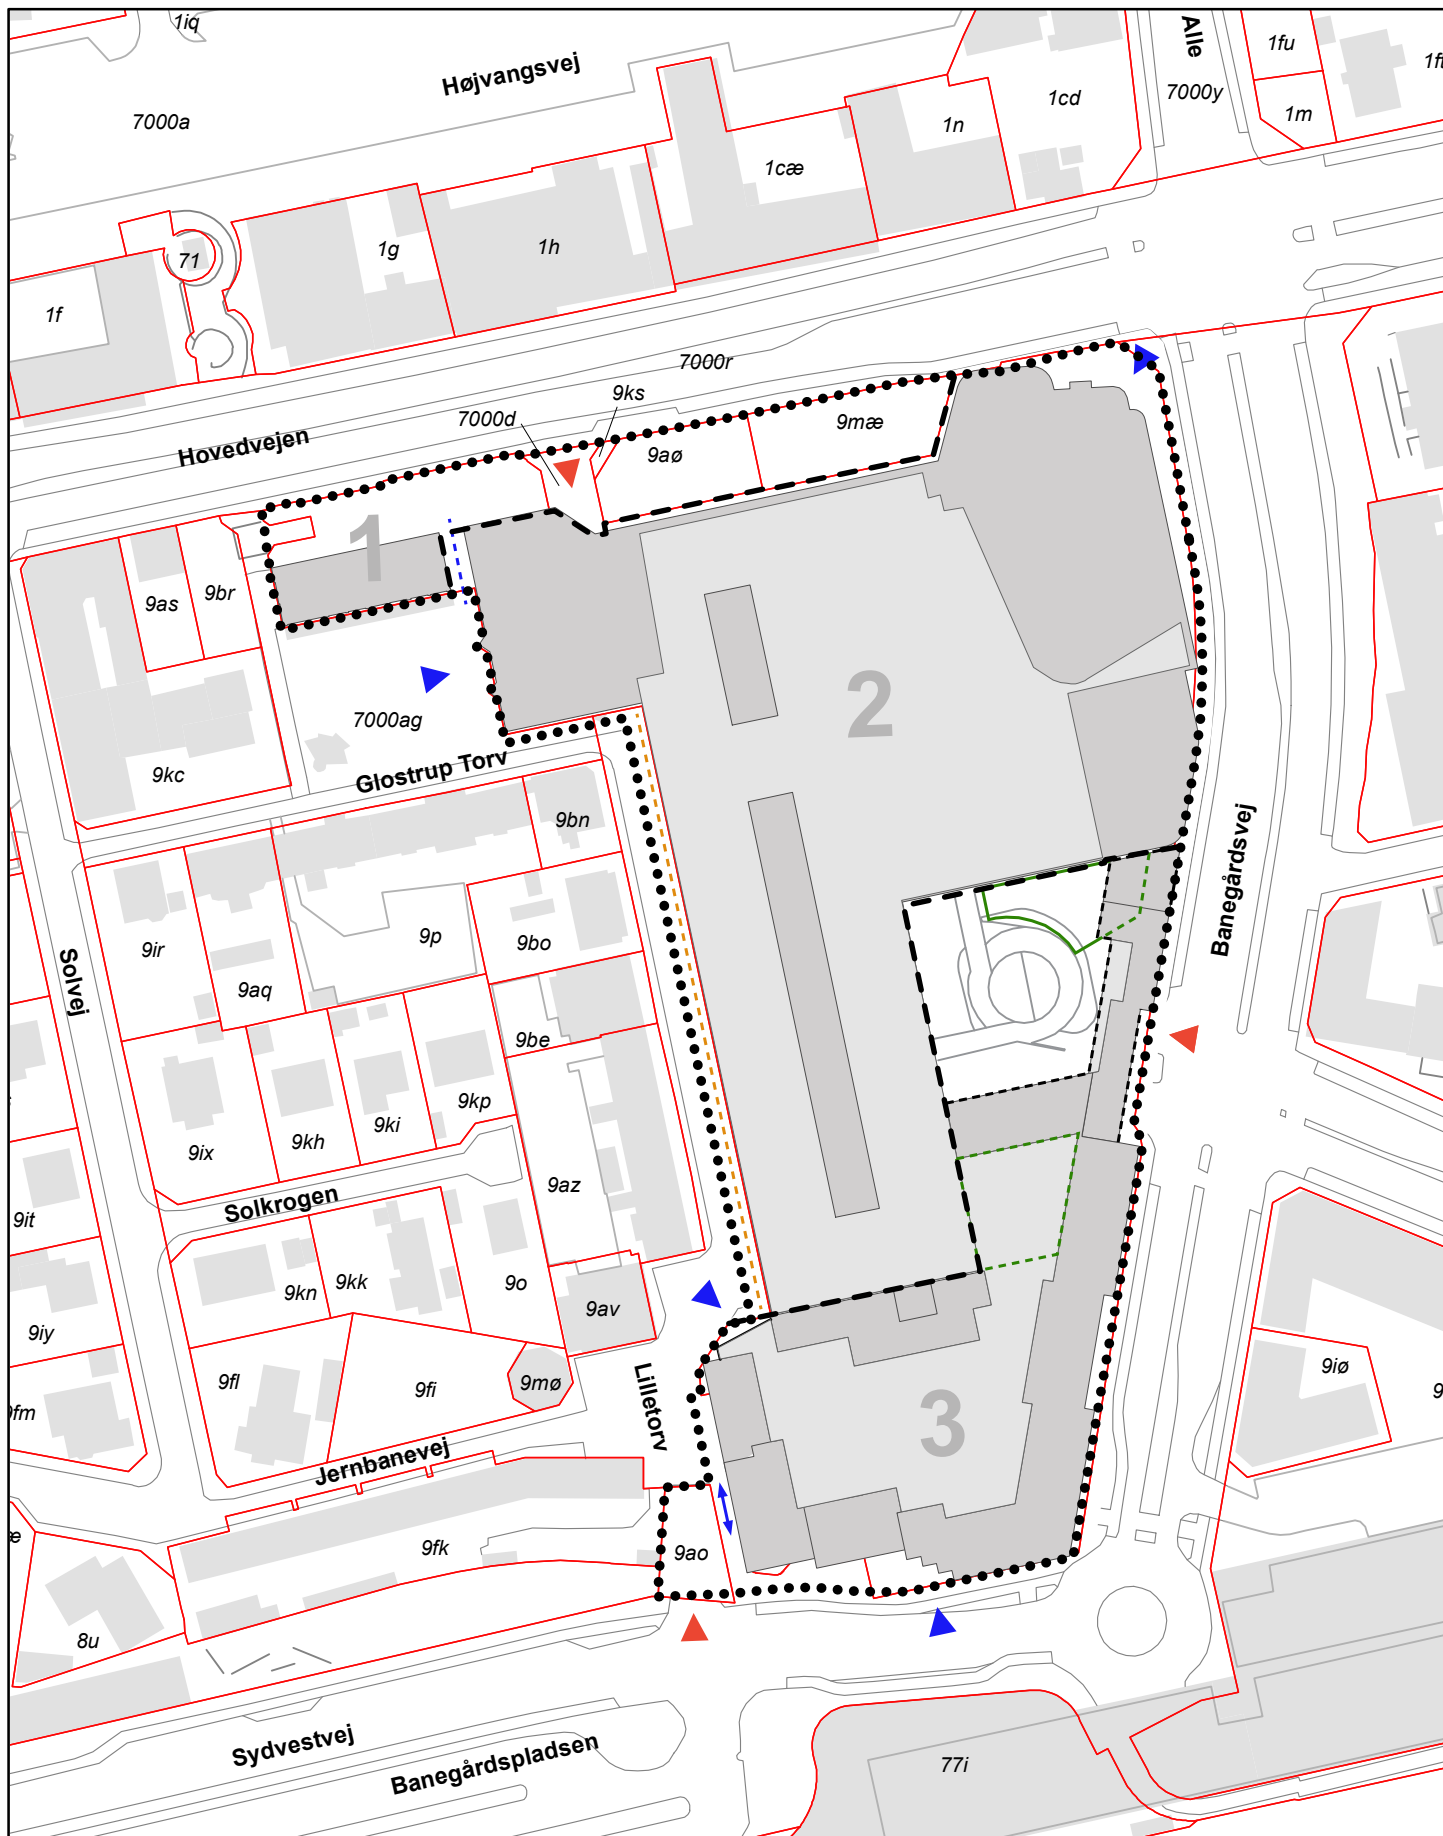 1iq
Højvangsvej
Alle
1fu
1cd
7000y
1m
7000a
1n
1cæ
1g
1h
71
1f
7000r
9ks
7000d
9mæ
Hovedvejen
9aø
1
9as
9br
2
7000ag
9kc
Glostrup Torv
9bn
Banegårdsvej
9ir
9p
9bo
9aq
Solvej
9be
9kp
9ki
9kh
9ix
9az
Solkrogen
9it
9kn
9kk
9o
9av
9iy
9iø
9fl
9fi
9mø
9fm
Lilletorv
3
Jernbanevej
9fk
9ao
8u
Sydvestvej
Banegårdspladsen
77i